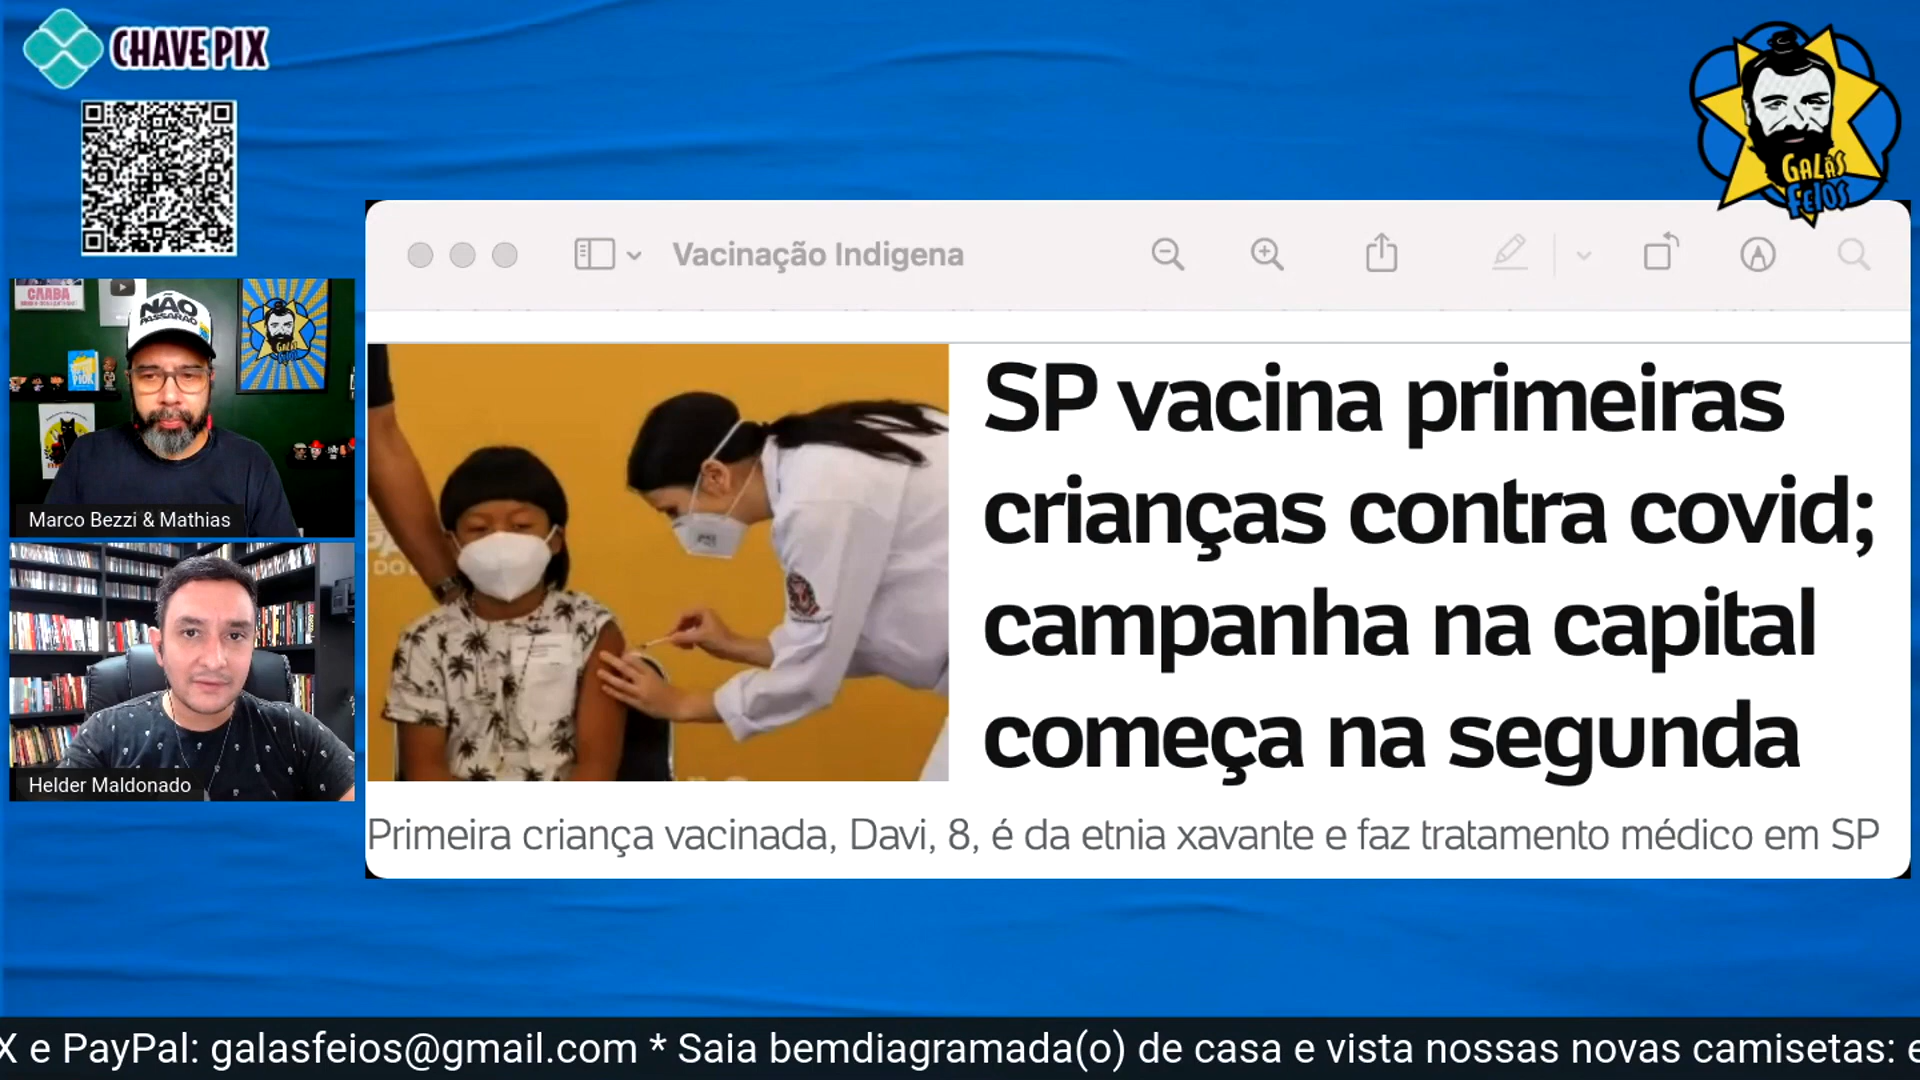 CHAVE PIX
GALÃS
FEIOS
Vacinação Indigena
NÃO
PASSARÃO
Marco Bezzi & Mathias
Helder Maldonado
SP vacina primeiras
crianças contra covid;
campanha na capital
começa na segunda
Primeira criança vacinada, Davi, 8, é da etnia xavante e faz tratamento médico em SP
X e PayPal: galasfeios@gmail.com * Saia bemdiagramada(o) de casa e vista nossas novas camisetas: e